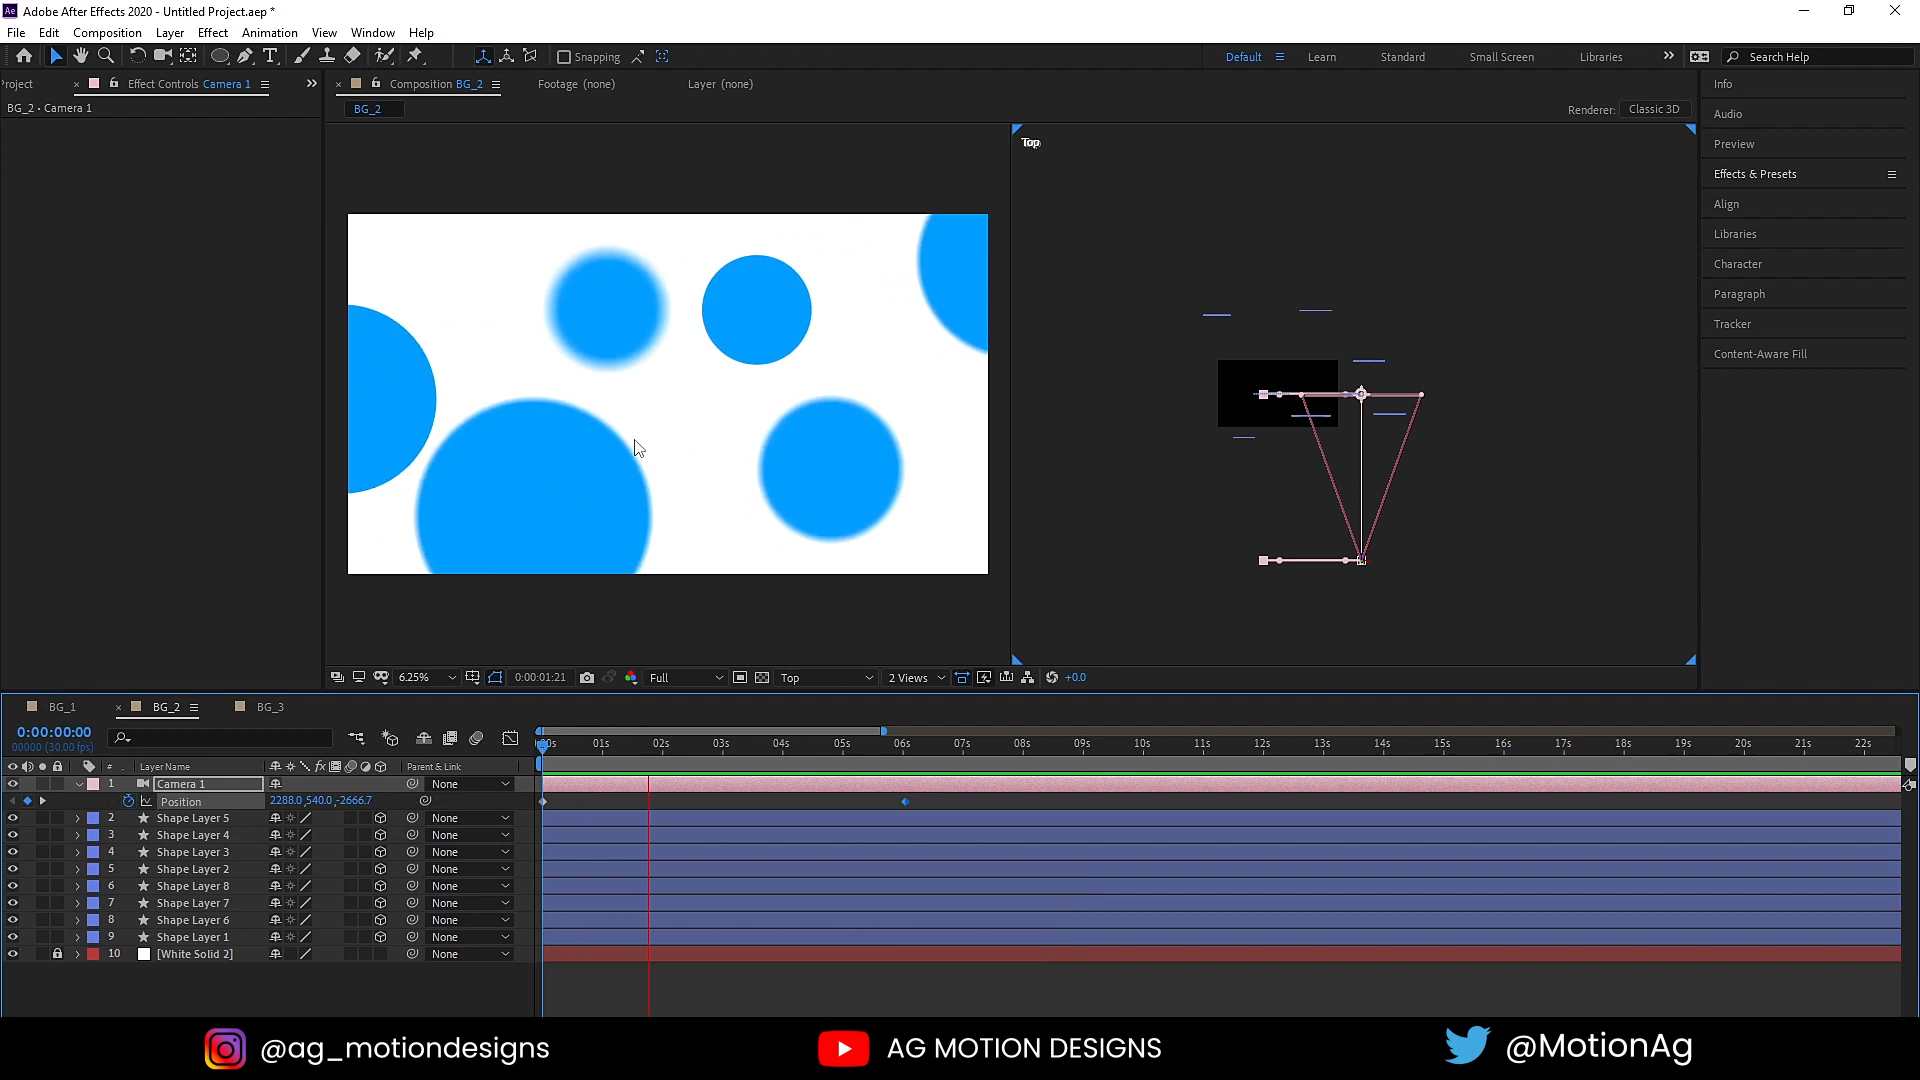 Ae Adobe After Effects 2020 - Untitled Project.aep *
File Edit Composition Layer Effect Animation View Window Help
Snapping Default Learn Standard Small Screen Libraries Search Help
roject Effect Controls Camera 1
Composition BG_2 Footage (none) Layer (none)
BG_2 • Camera 1
BG_2
Renderer: Classic 3D
Top
Info
Audio
Preview
Effects & Presets
Align
Libraries
Character
Paragraph
Tracker
Content-Aware Fill
6.25% 0:00:01:21 Full Top 2 Views +0.0
BG_1 BG_2 BG_3
0:00:00:00
00000 (30.00 fps)
00s 01s 02s 03s 04s 05s 06s 07s 08s 09s 10s 11s 12s 13s 14s 15s 16s 17s 18s 19s 20s 21s 22s
# Layer Name fx Parent & Link
1 Camera 1 None
Position 2288.0,540.0,-2666.7
2 Shape Layer 5 None
3 Shape Layer 4 None
4 Shape Layer 3 None
5 Shape Layer 2 None
6 Shape Layer 8 None
7 Shape Layer 7 None
8 Shape Layer 6 None
9 Shape Layer 1 None
10 [White Solid 2] None
@ag_motiondesigns AG MOTION DESIGNS @MotionAg